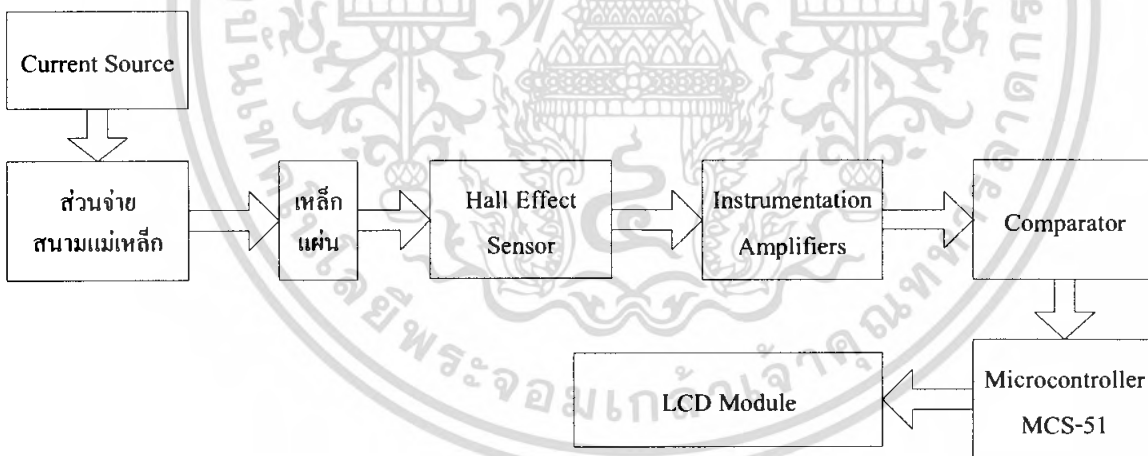 Current Source
ส่วนจ่าย
สนามแม่เหล็ก
เหล็ก
แผ่น
Hall Effect
Sensor
Instrumentation
Amplifiers
Comparator
Microcontroller
MCS-51
LCD Module